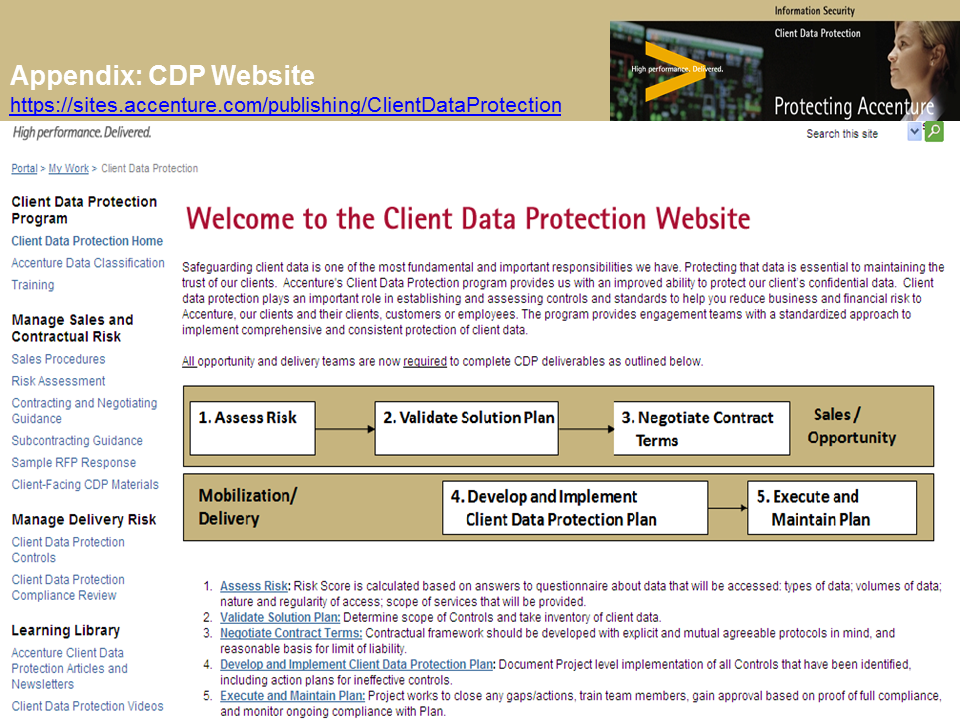 Information Security
Client Data Protection
High performance. Delivered.
Protecting Accenture
Appendix: CDP Website
https://sites.accenture.com/publishing/ClientDataProtection
High performance. Delivered.
Search this site
Portal > My Work > Client Data Protection
Client Data Protection
Program
Client Data Protection Home
Accenture Data Classification
Training
Manage Sales and
Contractual Risk
Sales Procedures
Risk Assessment
Contracting and Negotiating
Guidance
Subcontracting Guidance
Sample RFP Response
Client-Facing CDP Materials
Manage Delivery Risk
Client Data Protection
Controls
Client Data Protection
Compliance Review
Learning Library
Accenture Client Data
Protection Articles and
Newsletters
Client Data Protection Videos
Welcome to the Client Data Protection Website
Safeguarding client data is one of the most fundamental and important responsibilities we have. Protecting that data is essential to maintaining the
trust of our clients. Accenture's Client Data Protection program provides us with an improved ability to protect our client's confidential data. Client
data protection plays an important role in establishing and assessing controls and standards to help you reduce business and financial risk to
Accenture, our clients and their clients, customers or employees. The program provides engagement teams with a standardized approach to
implement comprehensive and consistent protection of client data.
All opportunity and delivery teams are now required to complete CDP deliverables as outlined below.
1. Assess Risk
2. Validate Solution Plan
3. Negotiate Contract
Terms
Sales /
Opportunity
Mobilization/
Delivery
4. Develop and Implement
Client Data Protection Plan
5. Execute and
Maintain Plan
1. Assess Risk: Risk Score is calculated based on answers to questionnaire about data that will be accessed: types of data; volumes of data;
nature and regularity of access; scope of services that will be provided.
2. Validate Solution Plan: Determine scope of Controls and take inventory of client data.
3. Negotiate Contract Terms: Contractual framework should be developed with explicit and mutual agreeable protocols in mind, and
reasonable basis for limit of liability.
4. Develop and Implement Client Data Protection Plan: Document Project level implementation of all Controls that have been identified,
including action plans for ineffective controls.
5. Execute and Maintain Plan: Project works to close any gaps/actions, train team members, gain approval based on proof of full compliance,
and monitor ongoing compliance with Plan.